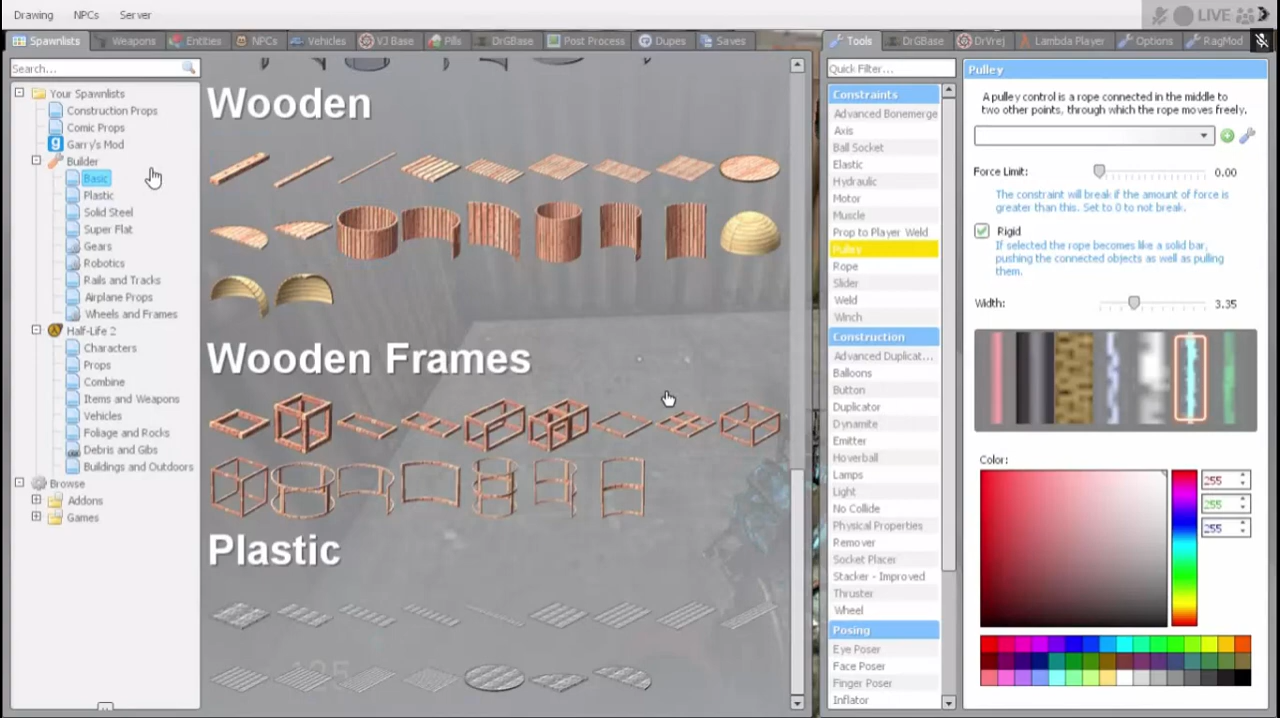 Drawing NPCs Server
LIVE
Spawnlists Weapons Entities NPCs Vehicles VJ Base Pills DrGBase Post Process Dupes Saves
Tools DrGBase DrVrej Lambda Player Options RagMod
Search...
Your Spawnlists
Construction Props
Comic Props
Garry's Mod
Builder
Basic
Plastic
Solid Steel
Super Flat
Gears
Robotics
Rails and Tracks
Airplane Props
Wheels and Frames
Half-Life 2
Characters
Props
Combine
Items and Weapons
Vehicles
Foliage and Rocks
Debris and Gibs
Buildings and Outdoors
Browse
Addons
Games
Wooden
Wooden Frames
Plastic
125
Quick Filter...
Constraints
Advanced Bonemerge
Axis
Ball Socket
Elastic
Hydraulic
Motor
Muscle
Prop to Player Weld
Pulley
Rope
Slider
Weld
Winch
Construction
Advanced Duplicat...
Balloons
Button
Duplicator
Dynamite
Emitter
Hoverball
Lamps
Light
No Collide
Physical Properties
Remover
Socket Placer
Stacker - Improved
Thruster
Wheel
Posing
Eye Poser
Face Poser
Finger Poser
Inflator
Pulley
A pulley control is a rope connected in the middle to
two other points, through which the rope moves freely.
Force Limit: 0.00
The constraint will break if the amount of force is
greater than this. Set to 0 to not break.
Rigid
If selected the rope becomes like a solid bar,
pushing the connected objects as well as pulling
them.
Width: 3.35
Color:
255
255
255